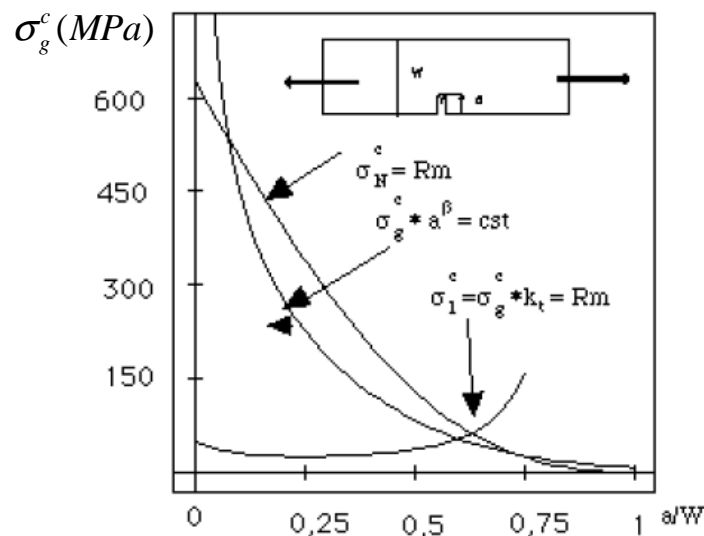 σ_g^c (MPa)
600
450
300
150
W
a
σ_N^c = Rm
σ_g^c * a^β = cst
σ_1^c = σ_g^c * k_t = Rm
0
0,25
0,5
0,75
1
a/W